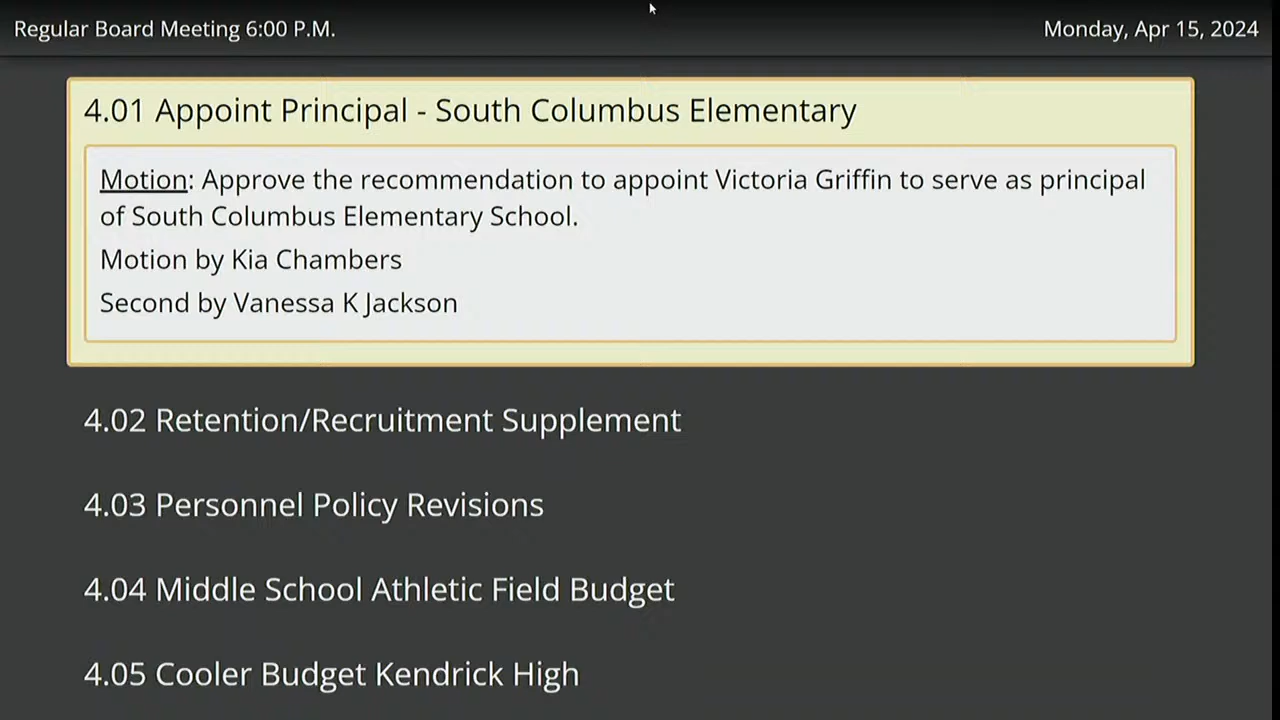 Regular Board Meeting 6:00 P.M.
Monday, Apr 15, 2024
4.01 Appoint Principal - South Columbus Elementary
Motion: Approve the recommendation to appoint Victoria Griffin to serve as principal
of South Columbus Elementary School.
Motion by Kia Chambers
Second by Vanessa K Jackson
4.02 Retention/Recruitment Supplement
4.03 Personnel Policy Revisions
4.04 Middle School Athletic Field Budget
4.05 Cooler Budget Kendrick High